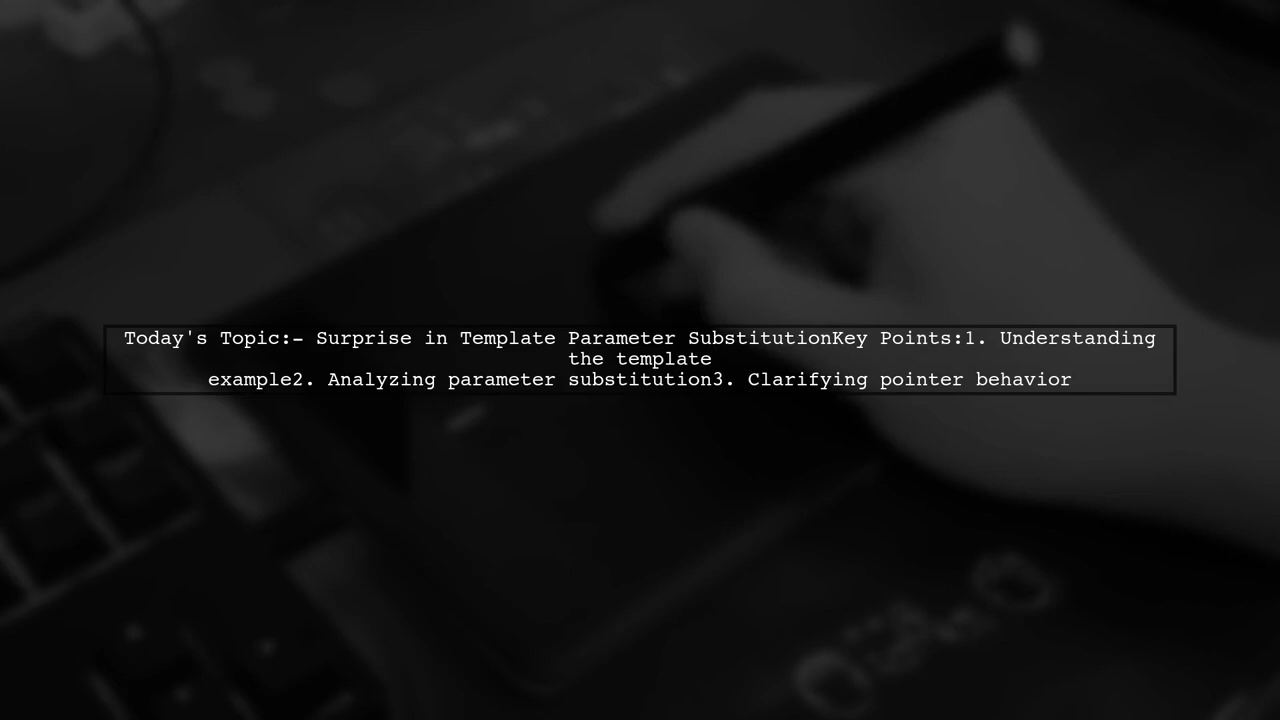 Today's Topic:- Surprise in Template Parameter SubstitutionKey Points:1. Understanding
the template
example2. Analyzing parameter substitution3. Clarifying pointer behavior